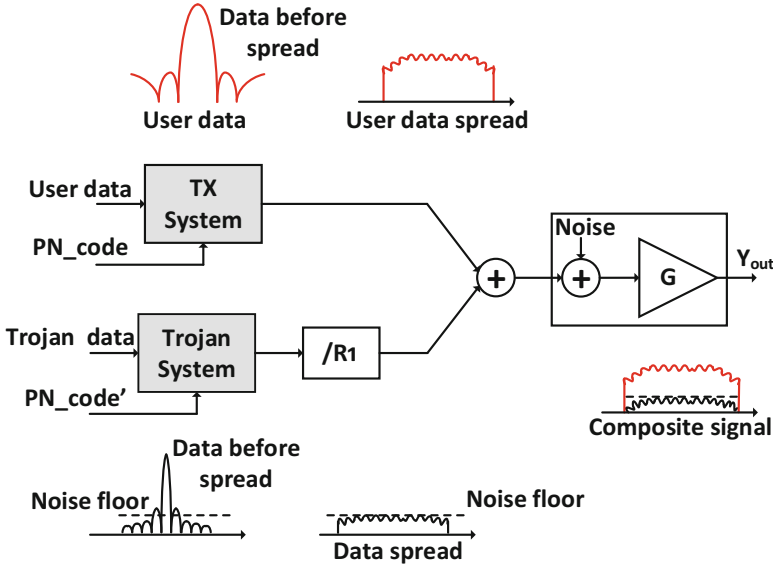 Data before
spread
User data
User data spread
User data
TX
System
PN_code
Noise
G
Yout
+
+
Trojan data
Trojan
System
/R1
PN_code’
Composite signal
Data before
spread
Noise floor
Noise floor
Data spread